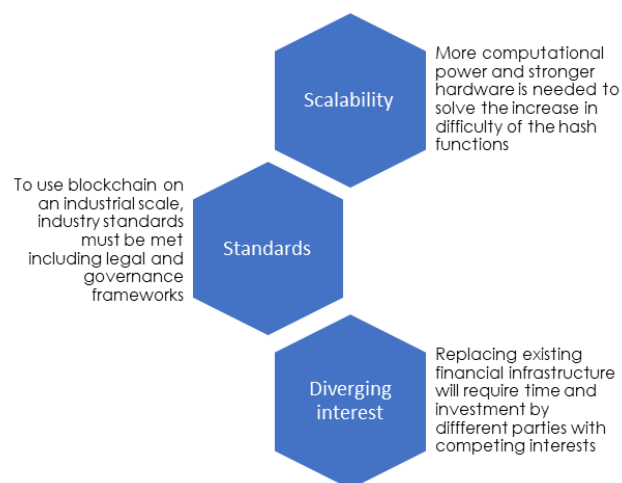 Scalability
More computational
power and stronger
hardware is needed to
solve the increase in
difficulty of the hash
functions
To use blockchain on
an industrial scale,
industry standards
must be met
including legal and
governance
frameworks
Standards
Diverging
interest
Replacing existing
financial infrastructure
will require time and
investment by
diffferent parties with
competing interests